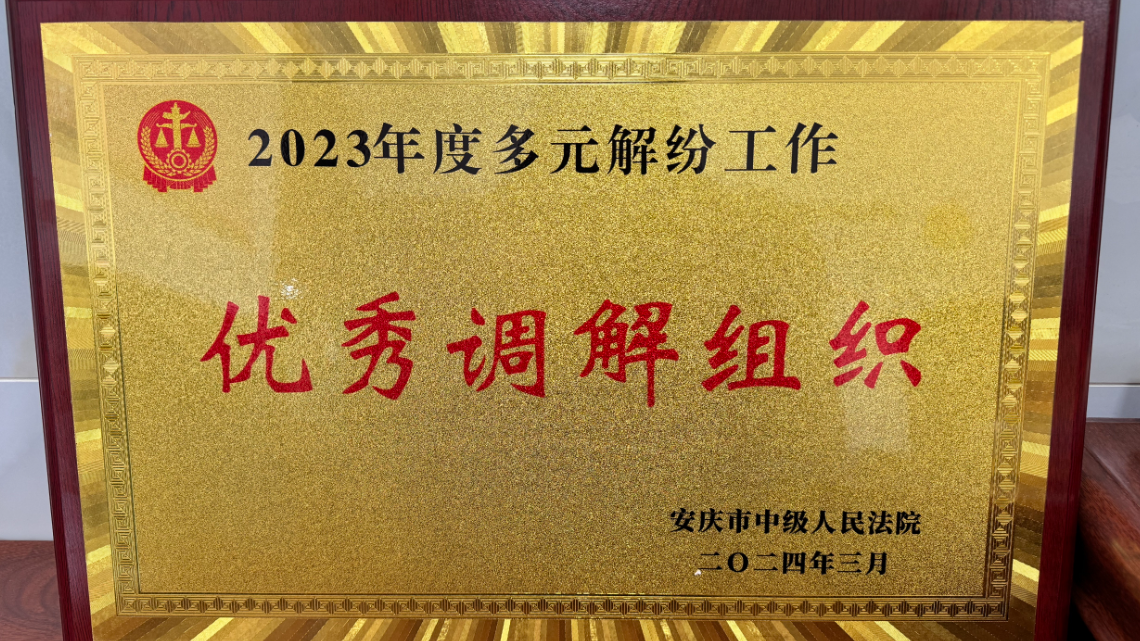 2023年度多元解纷工作
优秀调解组织
安庆市中级人民法院
二〇二四年三月